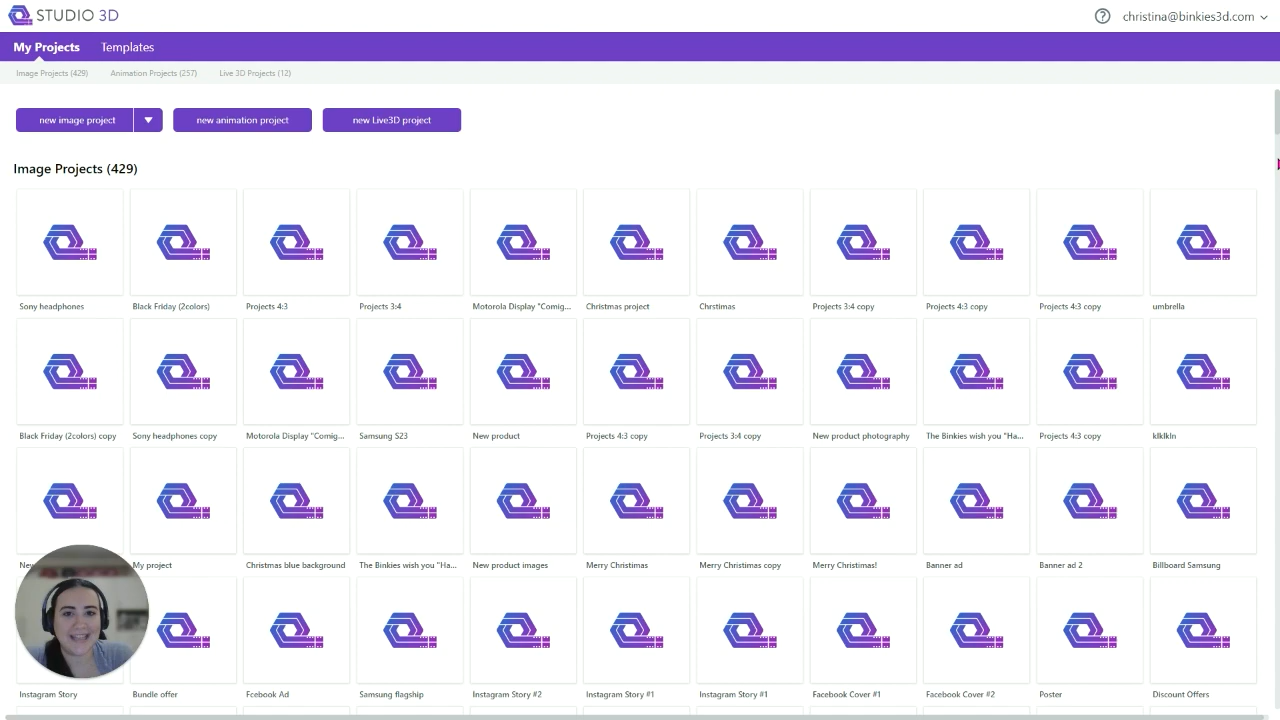 STUDIO 3D
christina@binkies3d.com
My Projects Templates
Image Projects (429) Animation Projects (257) Live 3D Projects (12)
new image project new animation project new Live3D project
Image Projects (429)
Sony headphones Black Friday (2colors) Projects 4:3 Projects 3:4 Motorola Display "Comig... Christmas project Chrstimas Projects 3:4 copy Projects 4:3 copy Projects 4:3 copy umbrella
Black Friday (2colors) copy Sony headphones copy Motorola Display "Comig... Samsung S23 New product Projects 4:3 copy Projects 3:4 copy New product photography The Binkies wish you "Ha... Projects 4:3 copy klklkln
My project Christmas blue background The Binkies wish you "Ha... New product images Merry Christmas Merry Christmas copy Merry Christmas! Banner ad Banner ad 2 Billboard Samsung
Instagram Story Bundle offer Fcebook Ad Samsung flagship Instagram Story #2 Instagram Story #1 Instagram Story #1 Facebook Cover #1 Facebook Cover #2 Poster Discount Offers